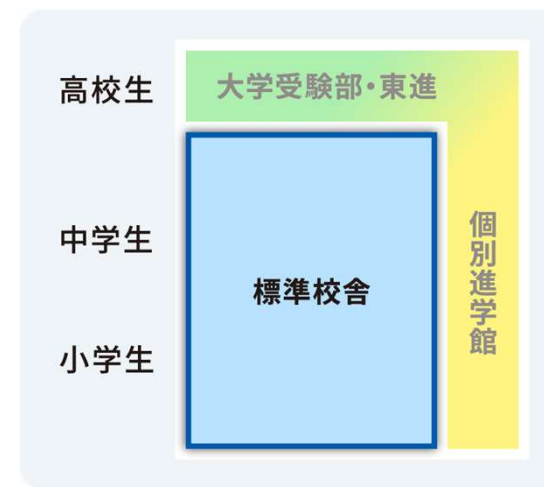 高校生
大学受験部・東進
中学生
標準校舎
小学生
個別進学館